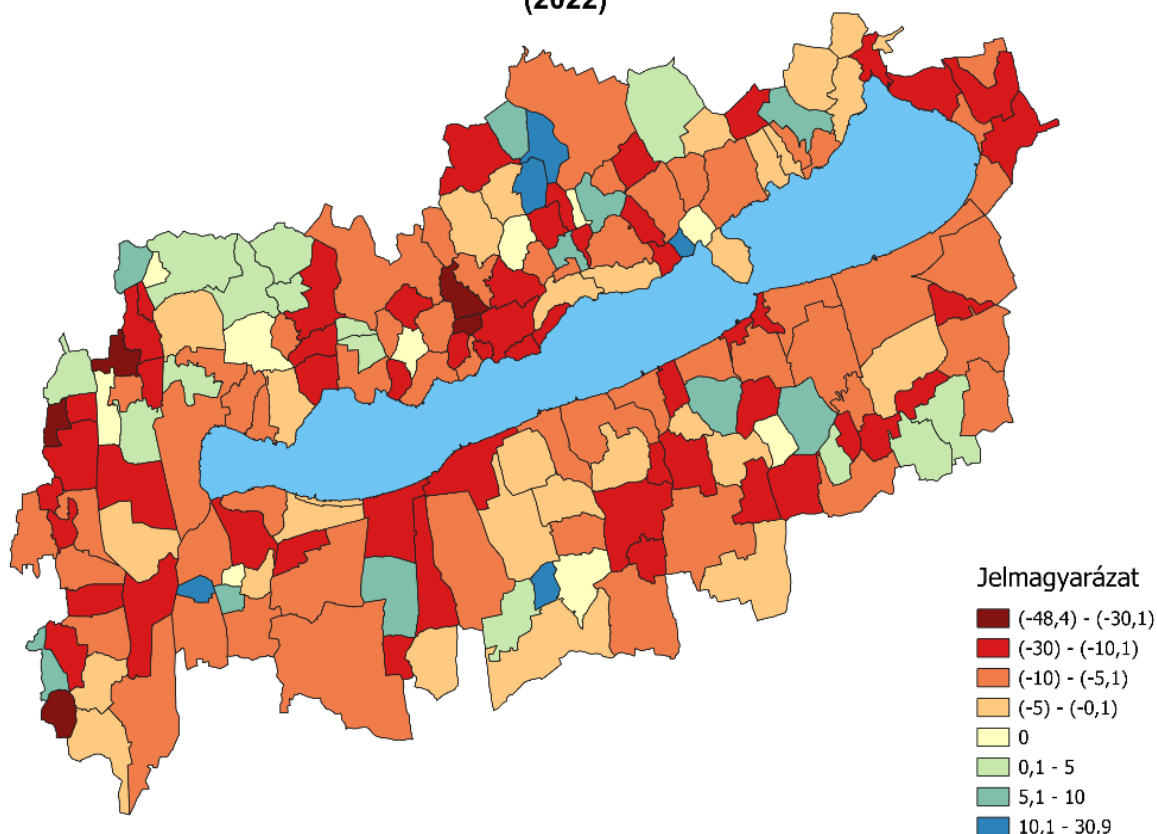 (2022)
Jelmagyarázat
(-48,4) - (-30,1)
(-30) - (-10,1)
(-10) - (-5,1)
(-5) - (-0,1)
0
0,1 - 5
5,1 - 10
10,1 - 30,9